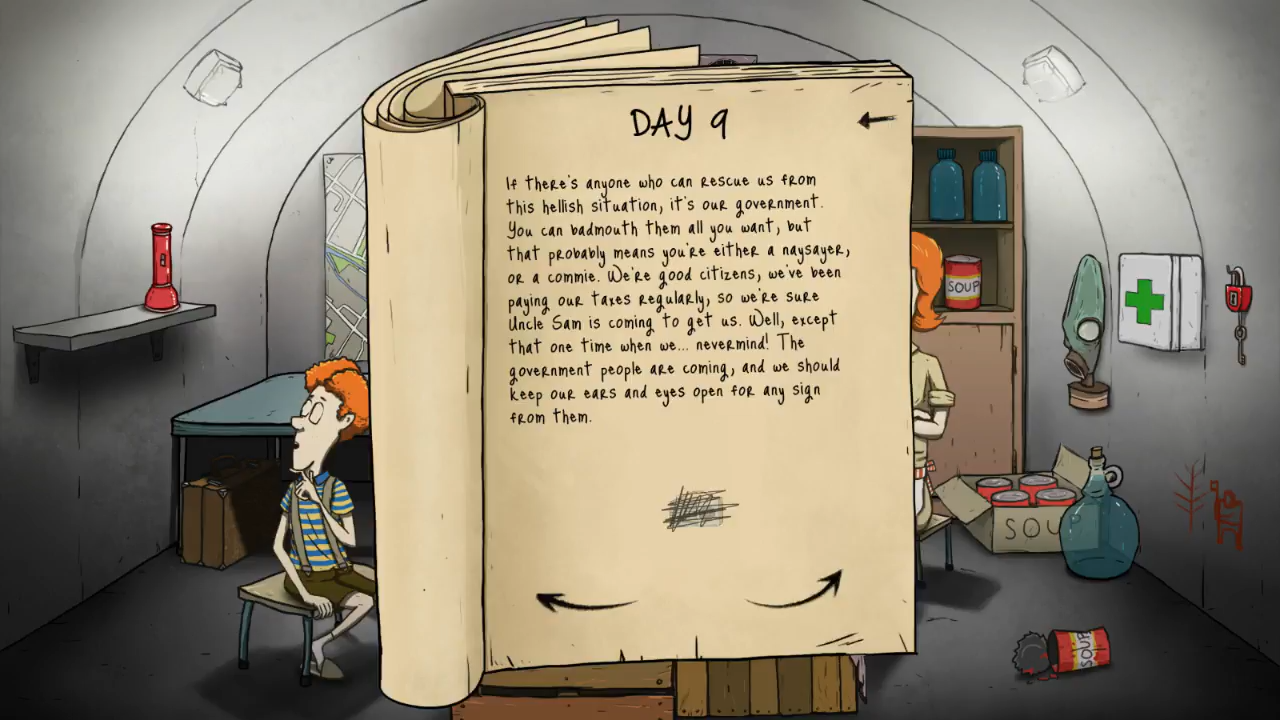 DAY 9
If there's anyone who can rescue us from
this hellish situation, it's our government.
You can badmouth them all you want, but
that probably means you're either a naysayer,
or a commie. We're good citizens, we've been
paying our taxes regularly, so we're sure
Uncle Sam is coming to get us. Well, except
that one time when we... nevermind! The
government people are coming, and we should
keep our ears and eyes open for any sign
from them.
SOUP
SOUP
SOUP